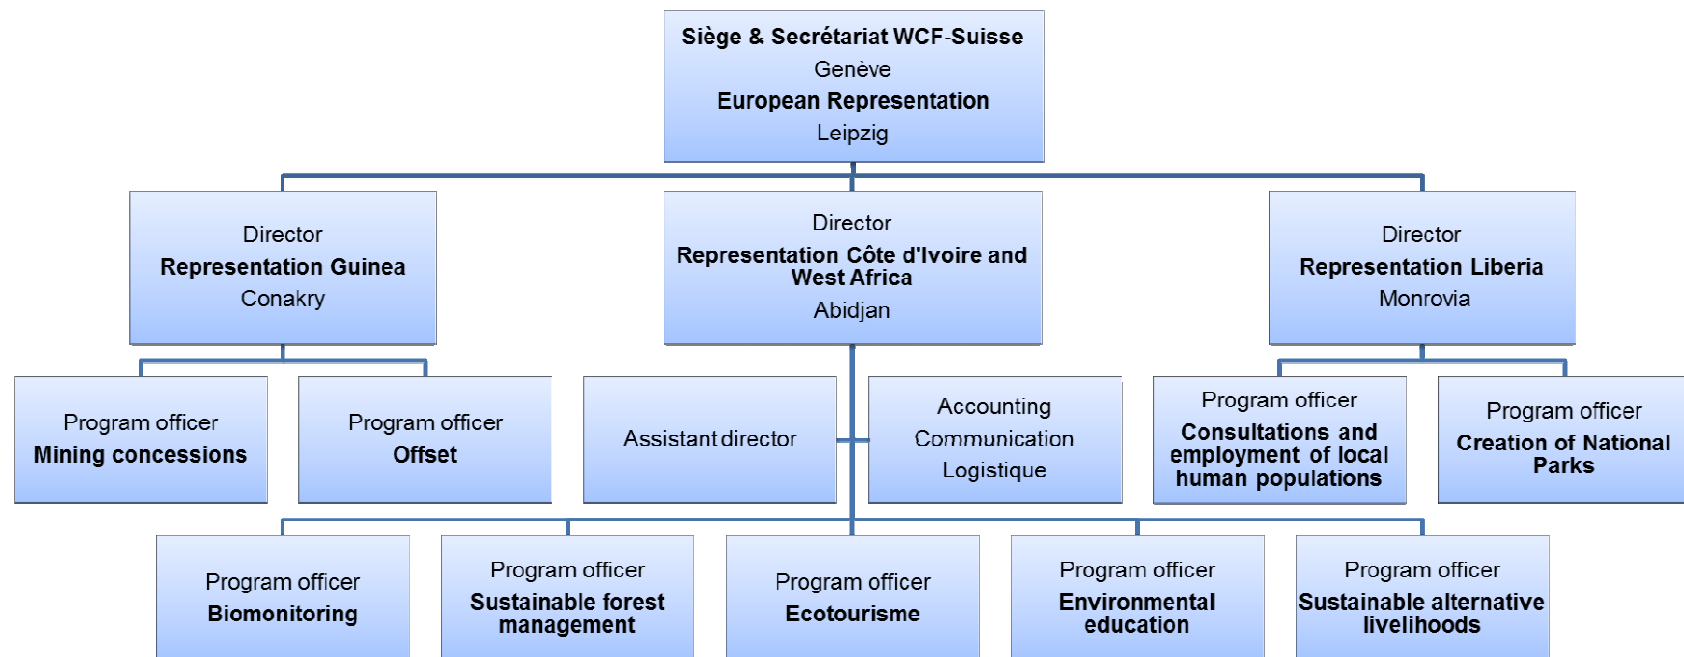 Siège & Secrétariat WCF-Suisse
Genève
European Representation
Leipzig
Director
Representation Guinea
Conakry
Director
Representation Côte d'Ivoire and
West Africa
Abidjan
Director
Representation Liberia
Monrovia
Program officer
Mining concessions
Program officer
Offset
Assistant director
Accounting
Communication
Logistique
Program officer
Consultations and
employment of local
human populations
Program officer
Creation of National
Parks
Program officer
Biomonitoring
Program officer
Sustainable forest
management
Program officer
Ecotourisme
Program officer
Environmental
education
Program officer
Sustainable alternative
livelihoods